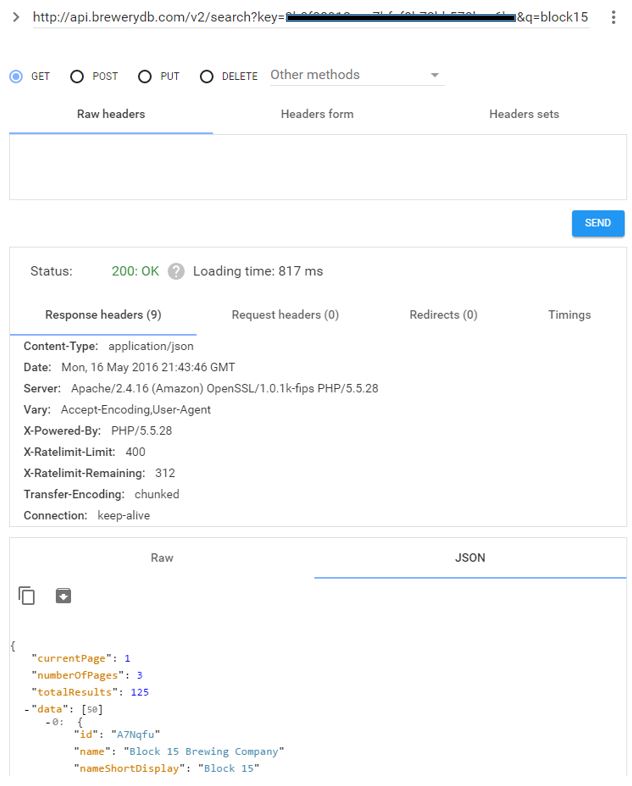 http://api.brewerydb.com/v2/search?key= &q=block15
GET POST PUT DELETE Other methods
Raw headers Headers form Headers sets
SEND
Status: 200: OK ? Loading time: 817 ms
Response headers (9) Request headers (0) Redirects (0) Timings
Content-Type: application/json
Date: Mon, 16 May 2016 21:43:46 GMT
Server: Apache/2.4.16 (Amazon) OpenSSL/1.0.1k-fips PHP/5.5.28
Vary: Accept-Encoding,User-Agent
X-Powered-By: PHP/5.5.28
X-Ratelimit-Limit: 400
X-Ratelimit-Remaining: 312
Transfer-Encoding: chunked
Connection: keep-alive
Raw JSON
{
"currentPage": 1
"numberOfPages": 3
"totalResults": 125
-"data": [50]
-0: {
"id": "A7Nqfu"
"name": "Block 15 Brewing Company"
"nameShortDisplay": "Block 15"